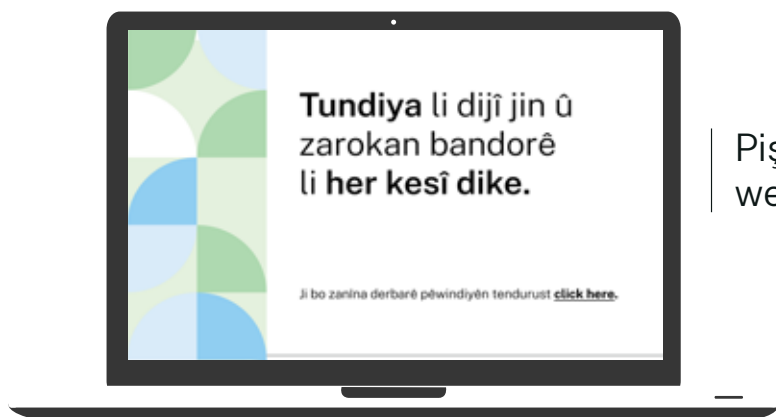 Tundiya li dijî jin û
zarokan bandorê
li her kesî dike.
Ji bo zanîna derbarê pêwindiyên tendurust click here.